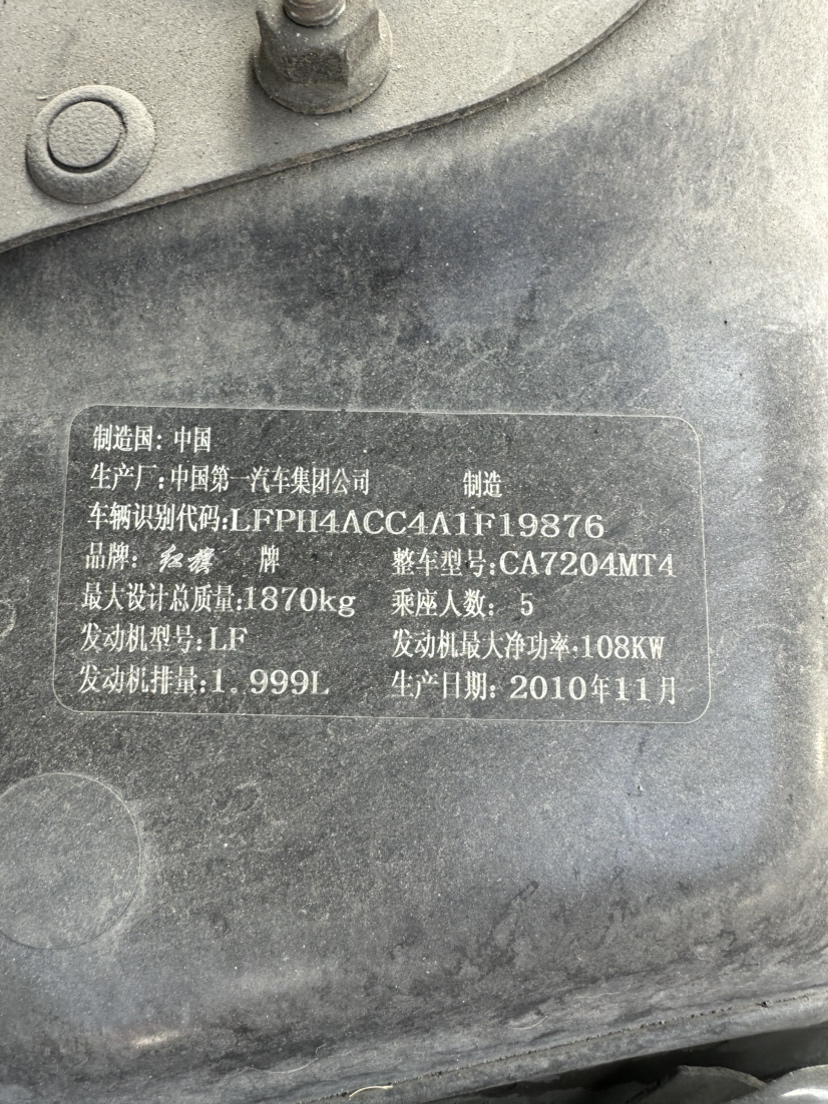 制造国：中国
生产厂：中国第一汽车集团公司 制造
车辆识别代码：LFPH4ACC4A1F19876
品牌：红旗 牌 整车型号：CA7204MT4
最大设计总质量：1870kg 乘座人数：5
发动机型号：LF 发动机最大净功率：108KW
发动机排量：1.999L 生产日期：2010年11月